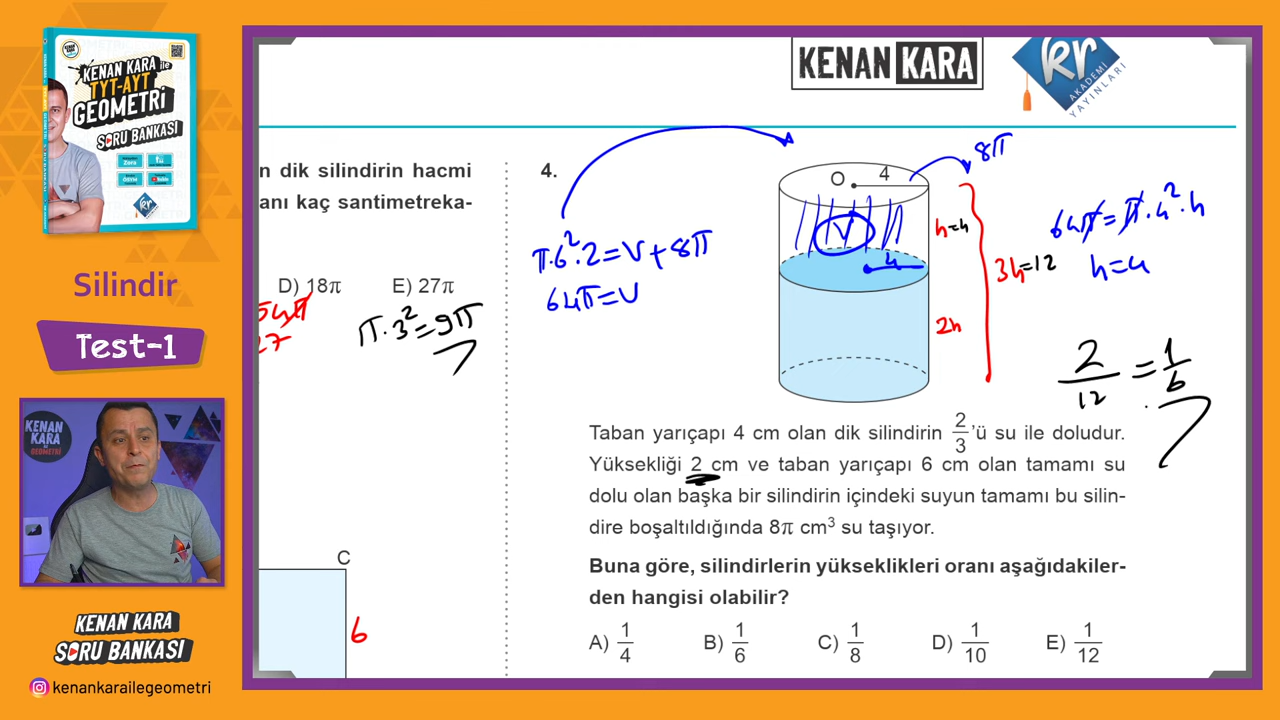 KENAN KARA ile
TYT-AYT
GEOMETRİ
SORU BANKASI
Silindir
Test-1
KENAN KARA
SORU BANKASI
kenankarailegeometri
KENAN KARA
kr
AKADEMİ
YAYINLARI
n dik silindirin hacmi
anı kaç santimetreka-
D) 18π E) 27π
54π
27
π·3²=9π
C
6
4.
π·6²·2=V+8π
64π=V
O 4
8π
V
h=4
4
3h=12
2h
64π=π·4²·h
h=4
2/12=1/6
Taban yarıçapı 4 cm olan dik silindirin 2/3'ü su ile doludur.
Yüksekliği 2 cm ve taban yarıçapı 6 cm olan tamamı su
dolu olan başka bir silindirin içindeki suyun tamamı bu silin-
dire boşaltıldığında 8π cm³ su taşıyor.
Buna göre, silindirlerin yükseklikleri oranı aşağıdakiler-
den hangisi olabilir?
A) 1/4 B) 1/6 C) 1/8 D) 1/10 E) 1/12